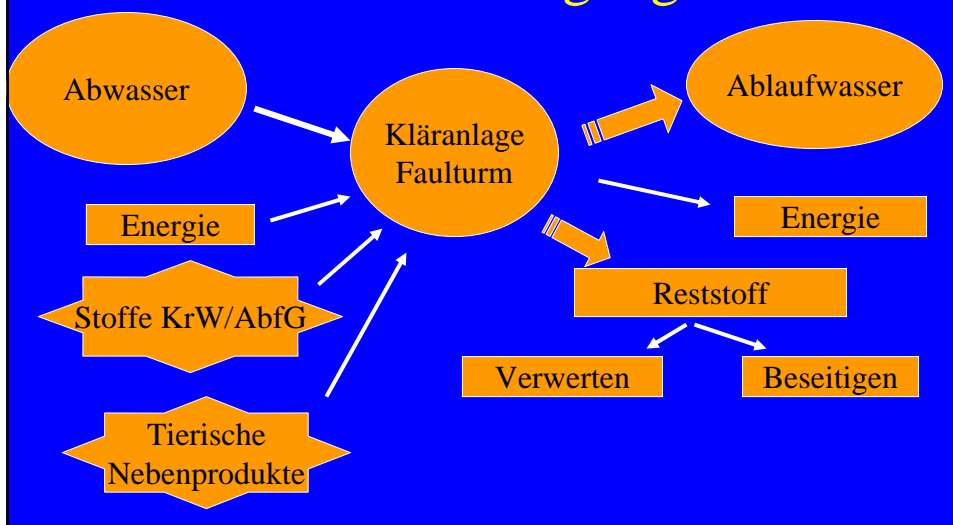 Abwasser
Kläranlage
Faulturm
Ablaufwasser
Energie
Energie
Stoffe KrW/AbfG
Reststoff
Verwerten
Beseitigen
Tierische
Nebenprodukte